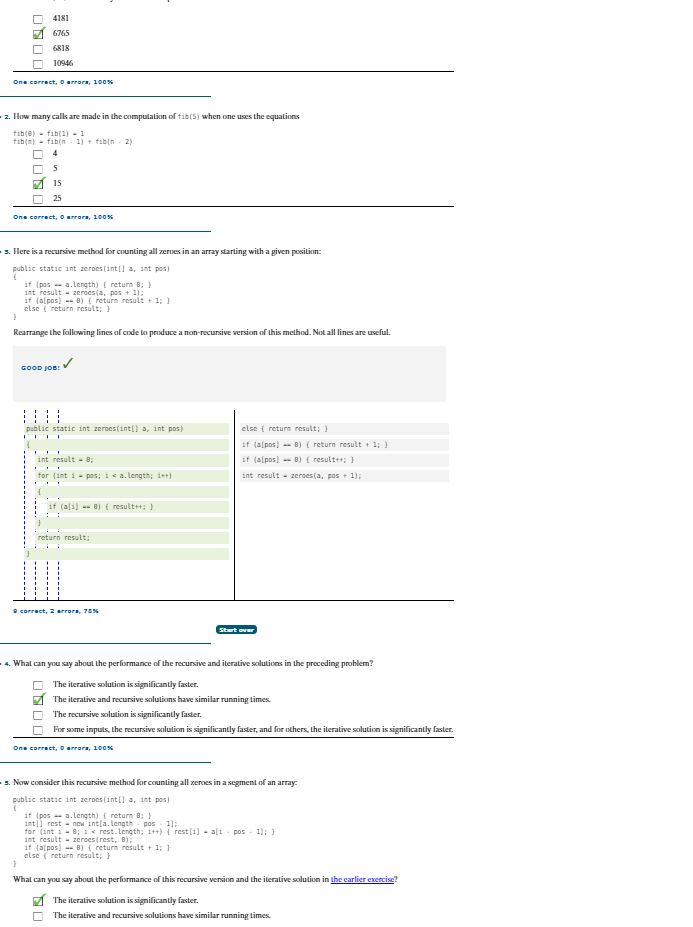 4181
6765
6818
10946
One correct, 0 errors, 100%
2. How many calls are made in the computation of fib(5) when one uses the equations
fib(0) = fib(1) = 1
fib(n) = fib(n - 1) + fib(n - 2)
4
5
15
25
One correct, 0 errors, 100%
3. Here is a recursive method for counting all zeroes in an array starting with a given position:
public static int zeroes(int[] a, int pos)
{
if (pos == a.length) { return 0; }
int result = zeroes(a, pos + 1);
if (a[pos] == 0) { return result + 1; }
else { return result; }
}
Rearrange the following lines of code to produce a non-recursive version of this method. Not all lines are useful.
GOOD JOB!
public static int zeroes(int[] a, int pos)
{
int result = 0;
for (int i = pos; i < a.length; i++)
{
if (a[i] == 0) { result++; }
}
return result;
}
else { return result; }
if (a[pos] == 0) { return result + 1; }
if (a[pos] == 0) { result++; }
int result = zeroes(a, pos + 1);
9 correct, 2 errors, 78%
Start over
4. What can you say about the performance of the recursive and iterative solutions in the preceding problem?
The iterative solution is significantly faster.
The iterative and recursive solutions have similar running times.
The recursive solution is significantly faster.
For some inputs, the recursive solution is significantly faster, and for others, the iterative solution is significantly faster.
One correct, 0 errors, 100%
5. Now consider this recursive method for counting all zeroes in a segment of an array:
public static int zeroes(int[] a, int pos)
{
if (pos == a.length) { return 0; }
int[] rest = new int[a.length - pos - 1];
for (int i = 0; i < rest.length; i++) { rest[i] = a[i - pos - 1]; }
int result = zeroes(rest, 0);
if (a[pos] == 0) { return result + 1; }
else { return result; }
}
What can you say about the performance of this recursive version and the iterative solution in the earlier exercise?
The iterative solution is significantly faster.
The iterative and recursive solutions have similar running times.